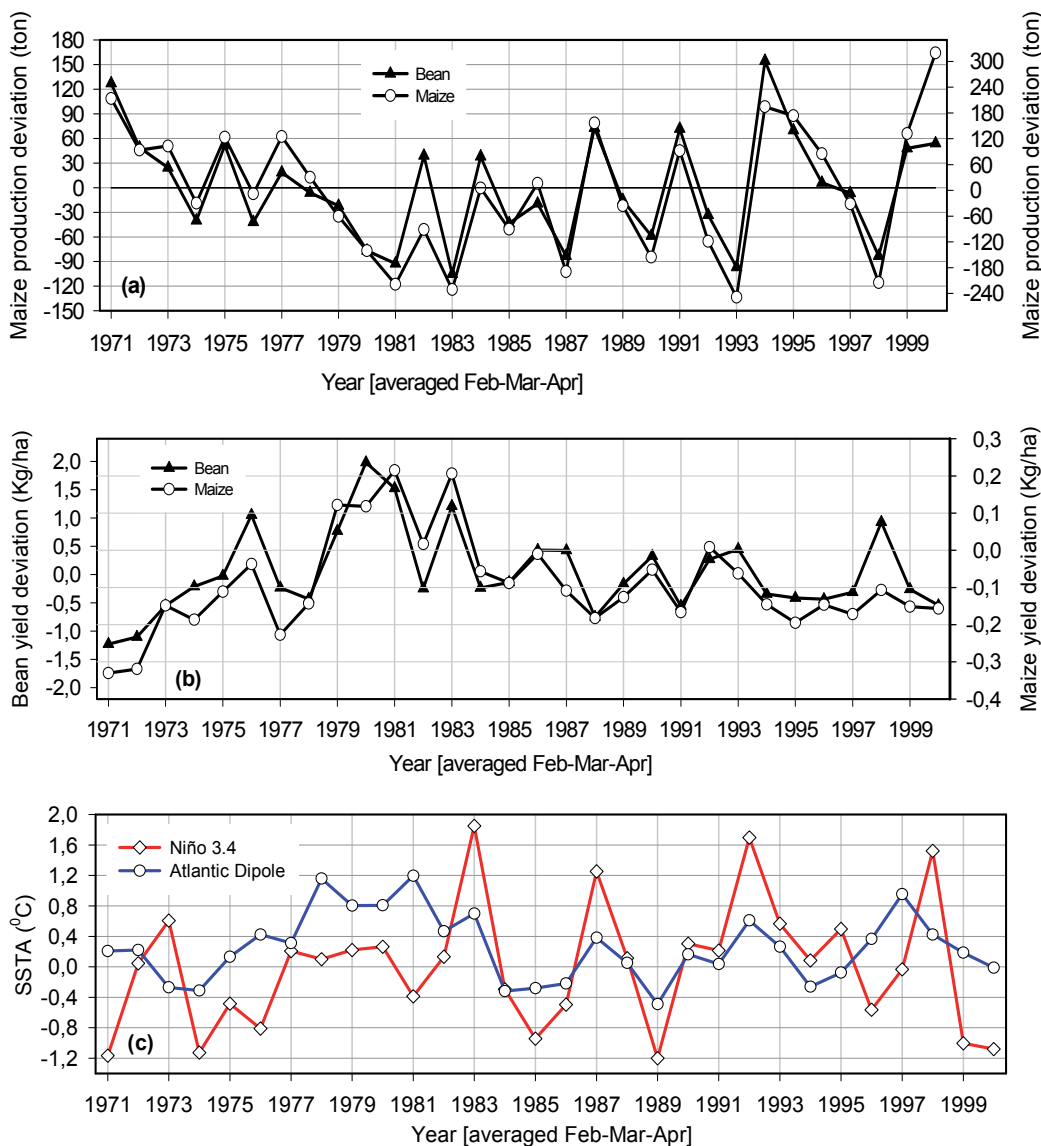 Maize production deviation (ton)
180
150
120
90
60
30
0
-30
-60
-90
-120
-150
Bean
Maize
(a)
300
240
180
120
60
0
-60
-120
-180
-240
Maize production deviation (ton)
1971 1973 1975 1977 1979 1981 1983 1985 1987 1989 1991 1993 1995 1997 1999
Year [averaged Feb-Mar-Apr]
Bean yield deviation (Kg/ha)
2,0
1,5
1,0
0,5
0,0
-0,5
-1,0
-1,5
-2,0
Bean
Maize
(b)
0,3
0,2
0,1
0,0
-0,1
-0,2
-0,3
-0,4
Maize yield deviation (Kg/ha)
1971 1973 1975 1977 1979 1981 1983 1985 1987 1989 1991 1993 1995 1997 1999
Year [averaged Feb-Mar-Apr]
SSTA (⁰C)
2,0
1,6
1,2
0,8
0,4
0,0
-0,4
-0,8
-1,2
Niño 3.4
Atlantic Dipole
(c)
1971 1973 1975 1977 1979 1981 1983 1985 1987 1989 1991 1993 1995 1997 1999
Year [averaged Feb-Mar-Apr]